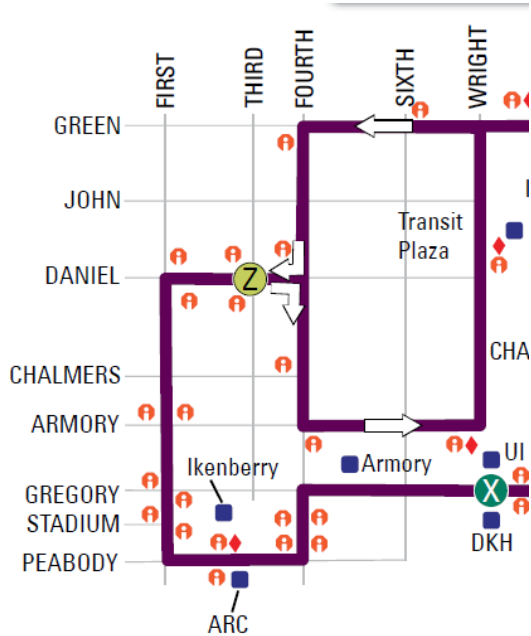 FIRST
THIRD
FOURTH
SIXTH
WRIGHT
GREEN
JOHN
Transit
Plaza
DANIEL
Z
CHALMERS
CHA
ARMORY
Armory
UI
Ikenberry
GREGORY
X
STADIUM
DKH
PEABODY
ARC